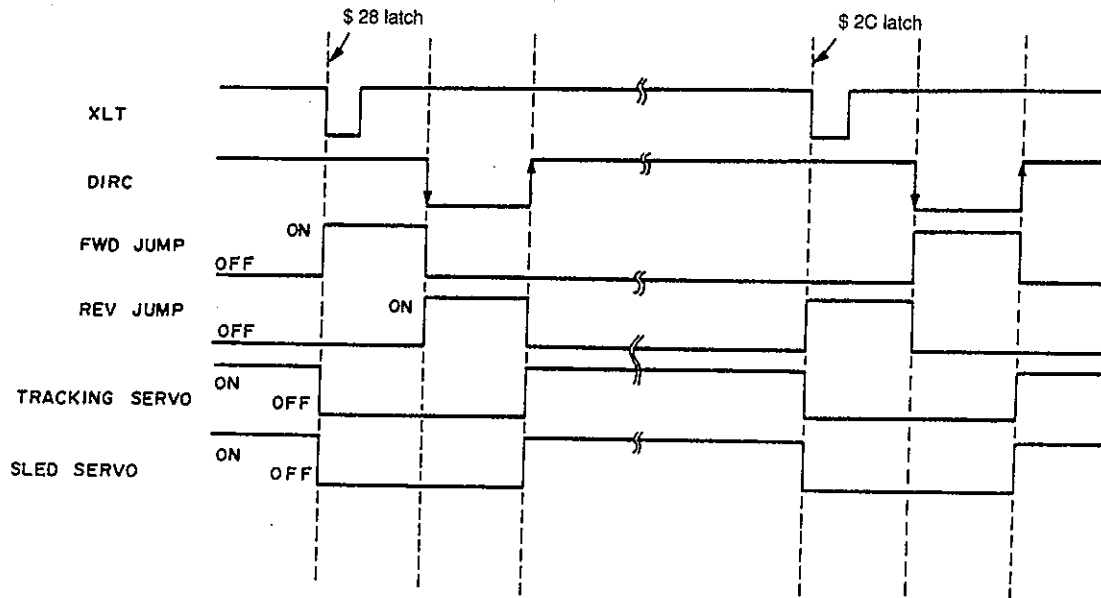 $ 28 latch
$ 2C latch
XLT
DIRC
FWD JUMP
ON
OFF
REV JUMP
ON
OFF
TRACKING SERVO
ON
OFF
SLED SERVO
ON
OFF